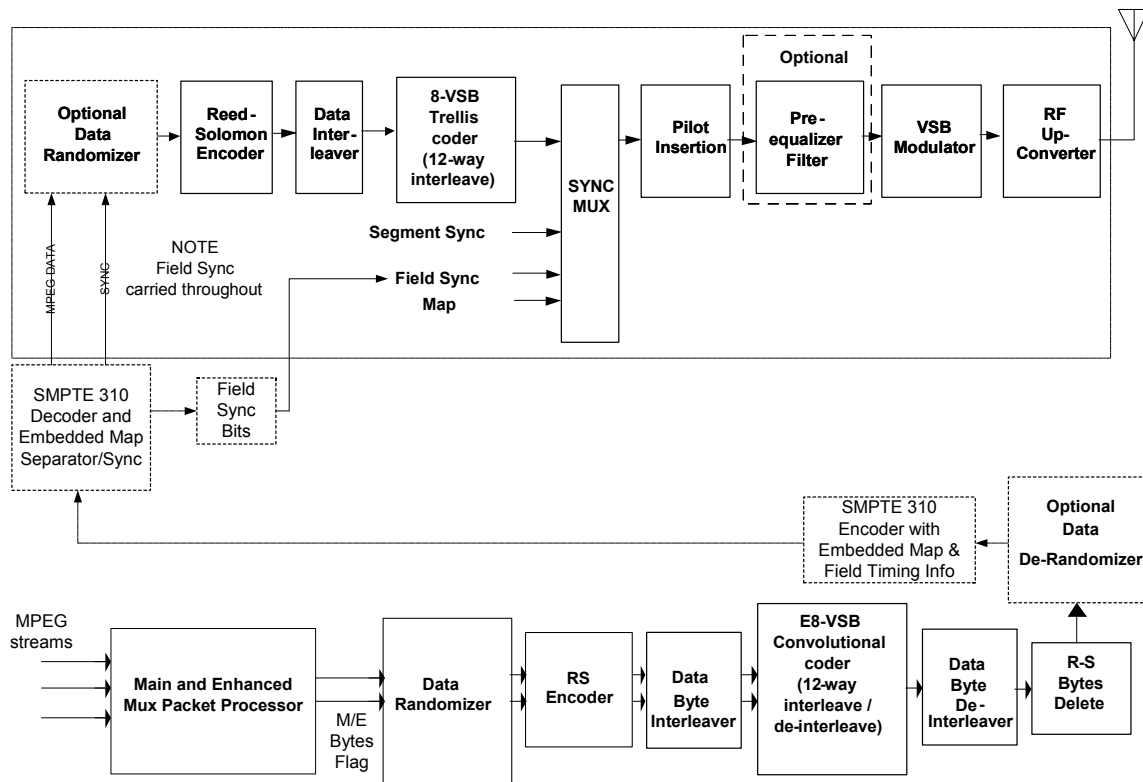 Optional
Optional
Data
Randomizer
Reed-
Solomon
Encoder
Data
Inter-
leaver
8-VSB
Trellis
coder
(12-way
interleave)
SYNC
MUX
Pilot
Insertion
Pre-
equalizer
Filter
VSB
Modulator
RF
Up-
Converter
Segment Sync
Field Sync
Map
MPEG DATA
SYNC
NOTE
Field Sync
carried throughout
SMPTE 310
Decoder and
Embedded Map
Separator/Sync
Field
Sync
Bits
SMPTE 310
Encoder with
Embedded Map &
Field Timing Info
Optional
Data
De-Randomizer
MPEG
streams
Main and Enhanced
Mux Packet Processor
M/E
Bytes
Flag
Data
Randomizer
RS
Encoder
Data
Byte
Interleaver
E8-VSB
Convolutional
coder
(12-way
interleave /
de-interleave)
Data
Byte
De-
Interleaver
R-S
Bytes
Delete